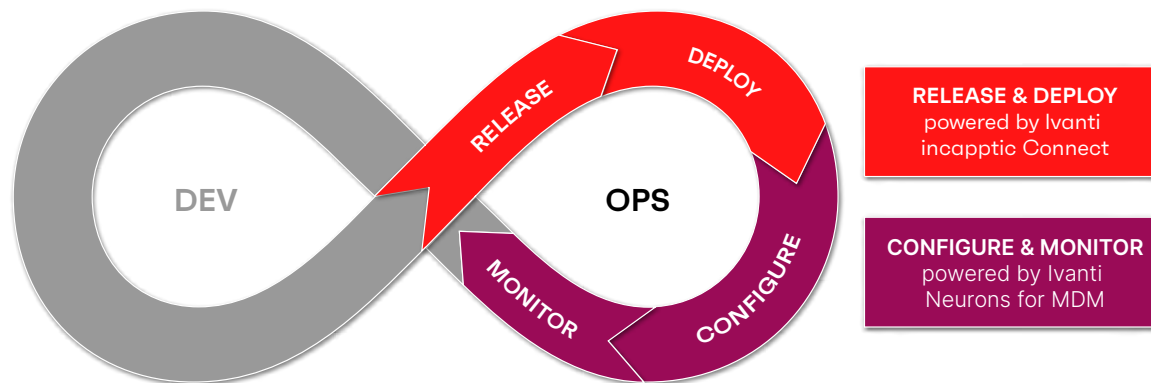 DEV
RELEASE
DEPLOY
OPS
CONFIGURE
MONITOR
RELEASE & DEPLOY
powered by Ivanti
incapptic Connect
CONFIGURE & MONITOR
powered by Ivanti
Neurons for MDM